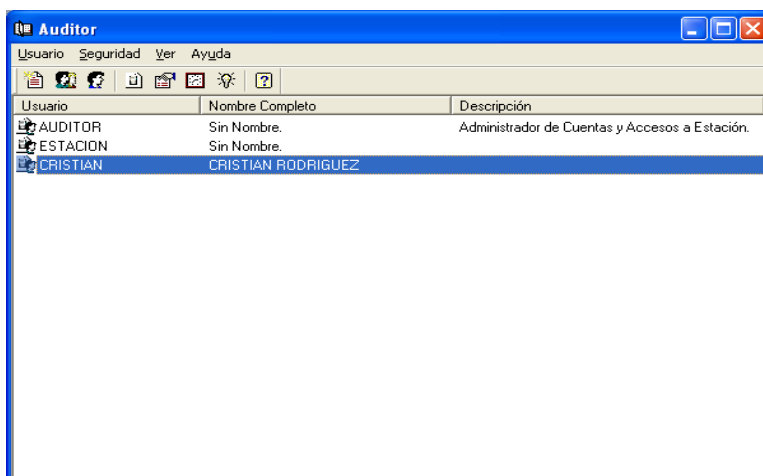 Auditor
Usuario Seguridad Ver Ayuda
Usuario Nombre Completo Descripción
AUDITOR Sin Nombre. Administrador de Cuentas y Accesos a Estación.
ESTACION Sin Nombre.
CRISTIAN CRISTIAN RODRIGUEZ